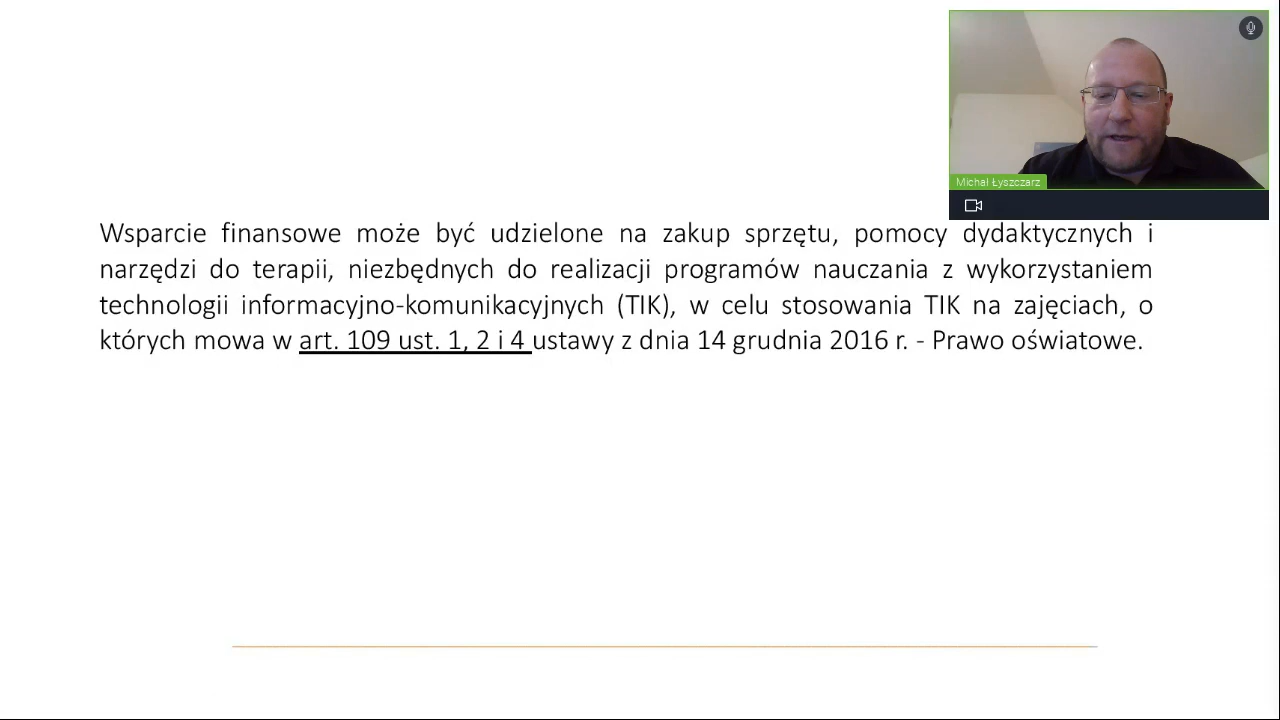 Michał Łyszczarz
Wsparcie finansowe może być udzielone na zakup sprzętu, pomocy dydaktycznych i
narzędzi do terapii, niezbędnych do realizacji programów nauczania z wykorzystaniem
technologii informacyjno-komunikacyjnych (TIK), w celu stosowania TIK na zajęciach, o
których mowa w art. 109 ust. 1, 2 i 4 ustawy z dnia 14 grudnia 2016 r. - Prawo oświatowe.